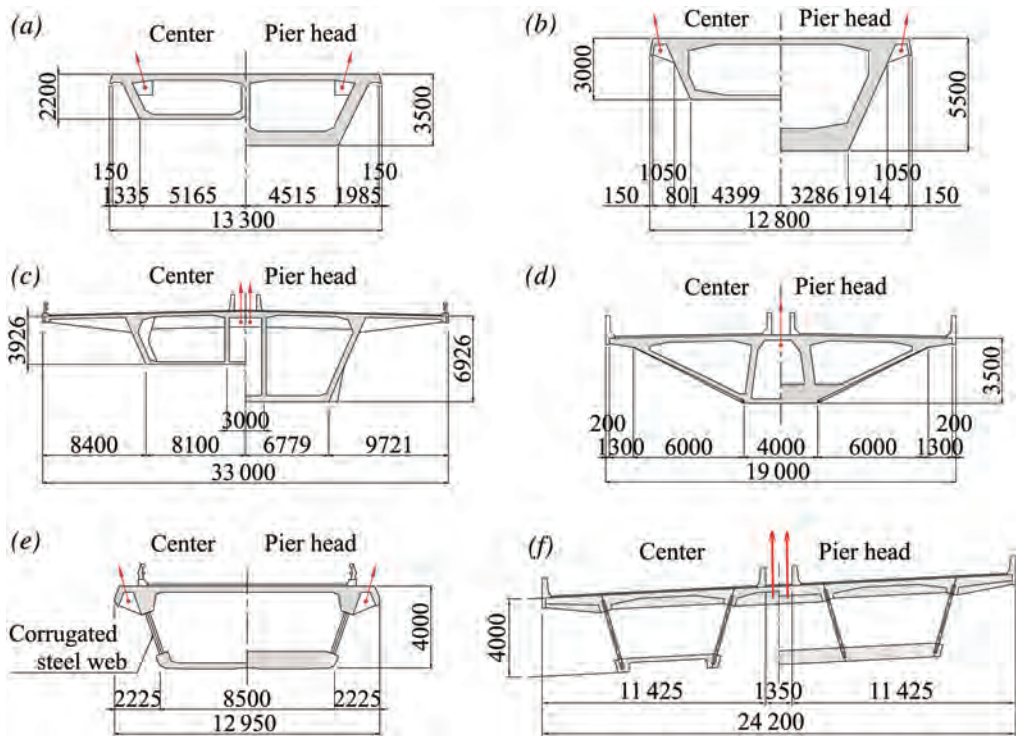 (a)
Center
Pier head
2200
3500
150
150
1335
5165
4515
1985
13 300
(b)
Center
Pier head
3000
5500
1050
1050
150
801
4399
3286
1914
150
12 800
(c)
Center
Pier head
3926
6926
3000
8400
8100
6779
9721
33 000
(d)
Center
Pier head
3500
200
200
1300
6000
4000
6000
1300
19 000
(e)
Center
Pier head
4000
Corrugated
steel web
2225
8500
2225
12 950
(f)
Center
Pier head
4000
11 425
1350
11 425
24 200